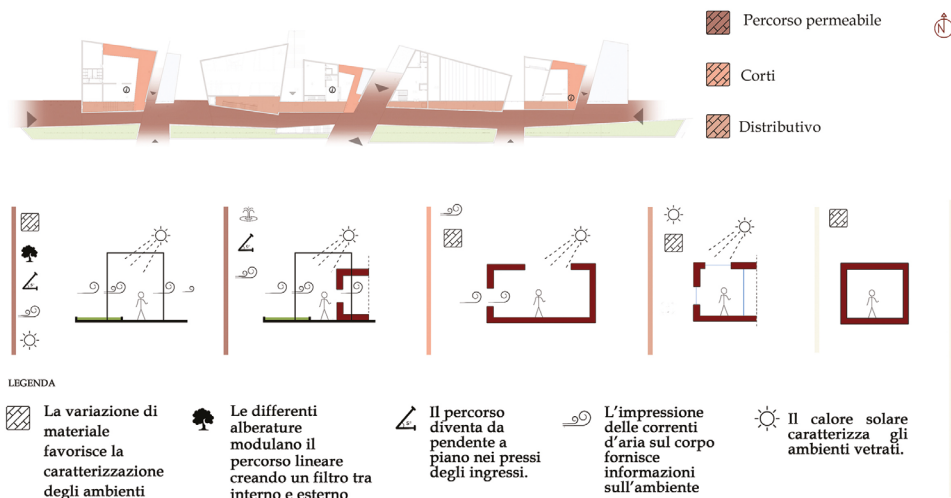 Percorso permeabile
N
Corti
Distributivo
LEGENDA
La variazione di
materiale
favorisce la
caratterizzazione
degli ambienti
Le differenti
alberature
modulano il
percorso lineare
creando un filtro tra
interno e esterno
Il percorso
diventa da
pendente a
piano nei pressi
degli ingressi.
L'impressione
delle correnti
d'aria sul corpo
fornisce
informazioni
sull'ambiente
Il calore solare
caratterizza gli
ambienti vetrati.